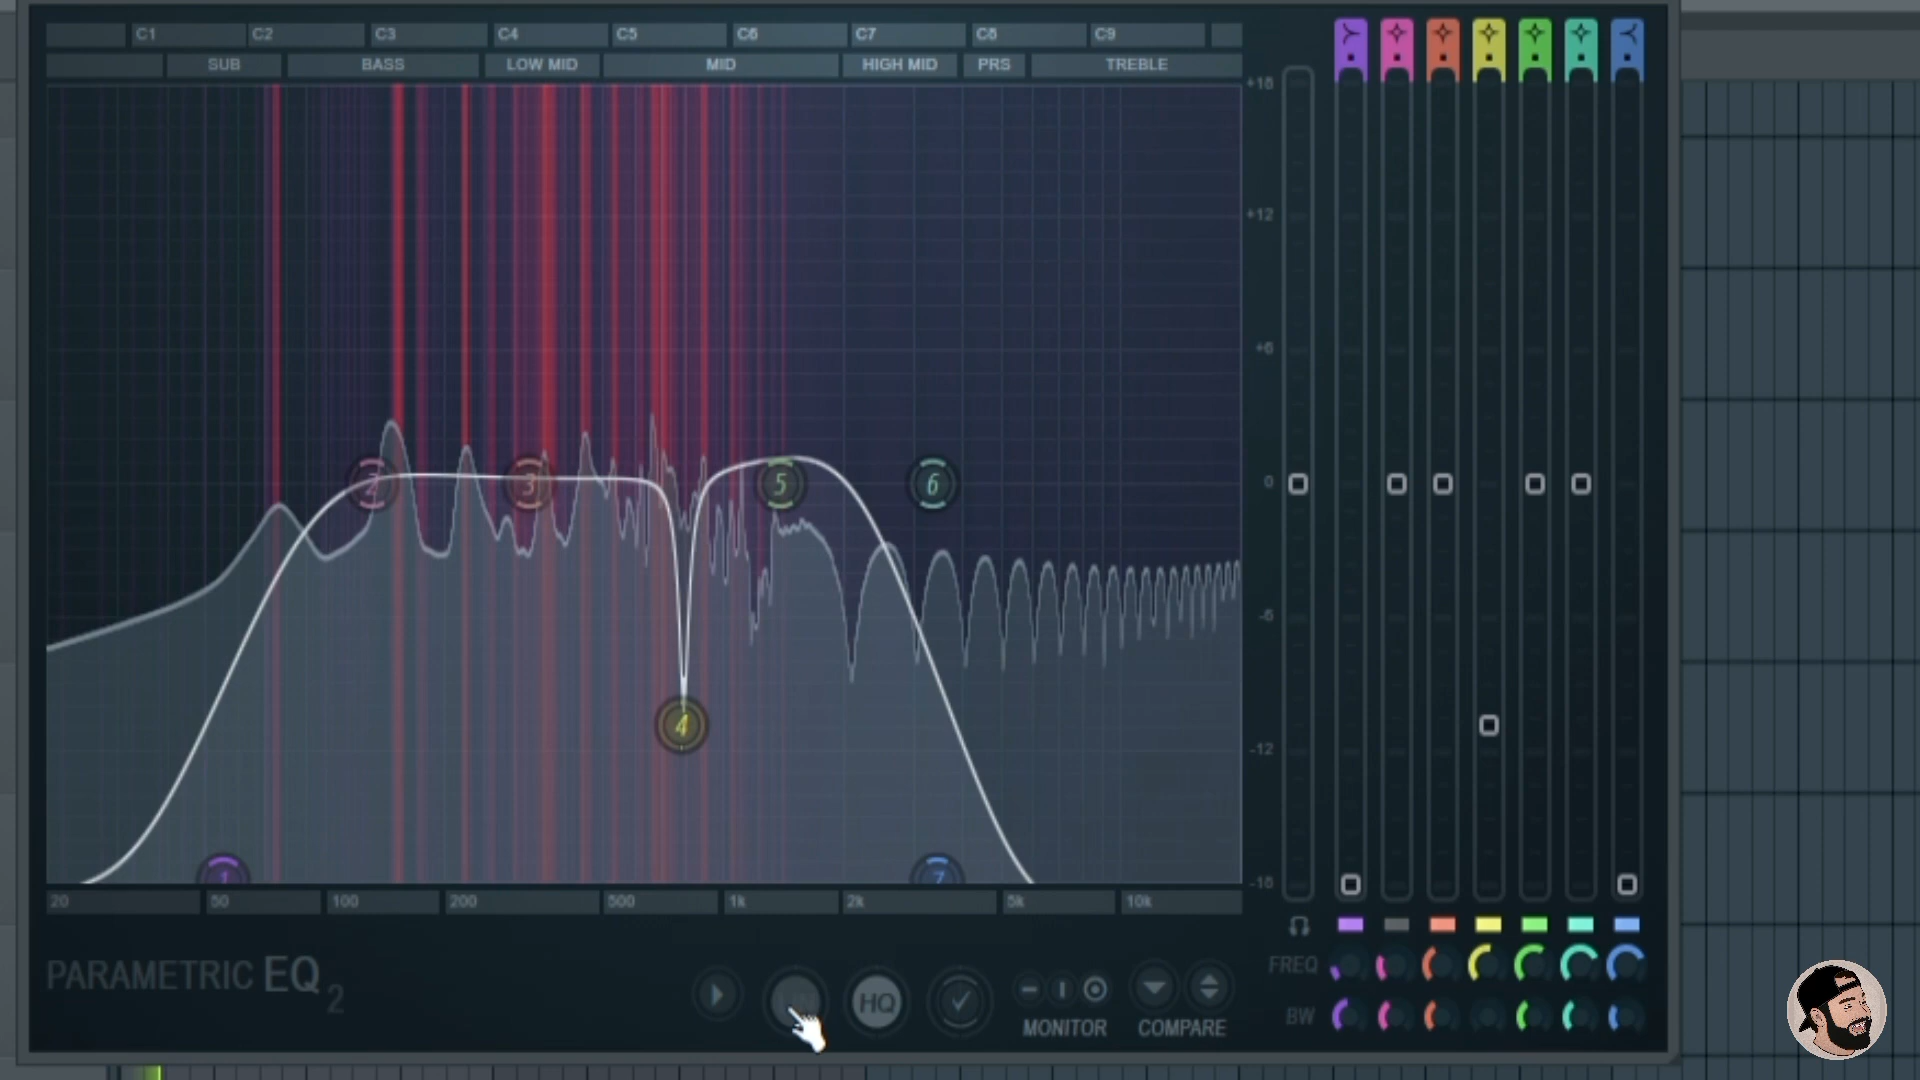 C1 C2 C3 C4 C5 C6 C7 C8 C9
SUB BASS LOW MID MID HIGH MID PRS TREBLE
+18
+12
+6
0
-6
-12
-18
2 3 5 6
4
1 7
20 50 100 200 500 1k 2k 5k 10k
PARAMETRIC EQ 2
HQ
MONITOR COMPARE
FREQ
BW